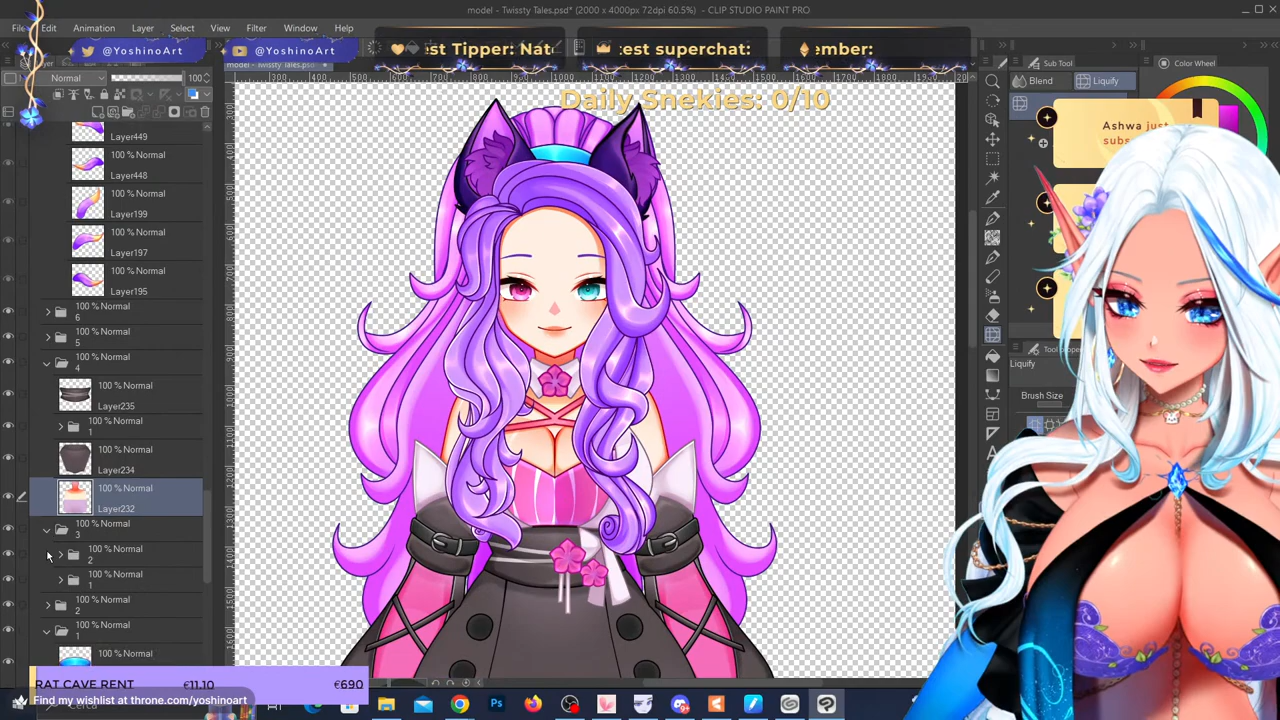 model - Twissty Tales.psd* (2000 x 4000px 72dpi 60.5%) - CLIP STUDIO PAINT PRO
File Edit Animation Layer Select View Filter Window Help
@YoshinoArt @YoshinoArt
est Tipper: Nat
test superchat:
ember:
Sub Tool
Color Wheel
Normal 100
Blend Liquify
Daily Snekies: 0/10
Ashwa just
subs
Layer449
100 % Normal
Layer448
100 % Normal
Layer199
100 % Normal
Layer197
100 % Normal
Layer195
100 % Normal
6
100 % Normal
5
100 % Normal
4
100 % Normal
Layer235
100 % Normal
1
100 % Normal
Layer234
100 % Normal
Layer232
100 % Normal
3
100 % Normal
2
100 % Normal
1
100 % Normal
2
100 % Normal
1
100 % Normal
Liquify
Brush Size
RAT CAVE RENT €11.10 €690
Find my wishlist at throne.com/yoshinoart